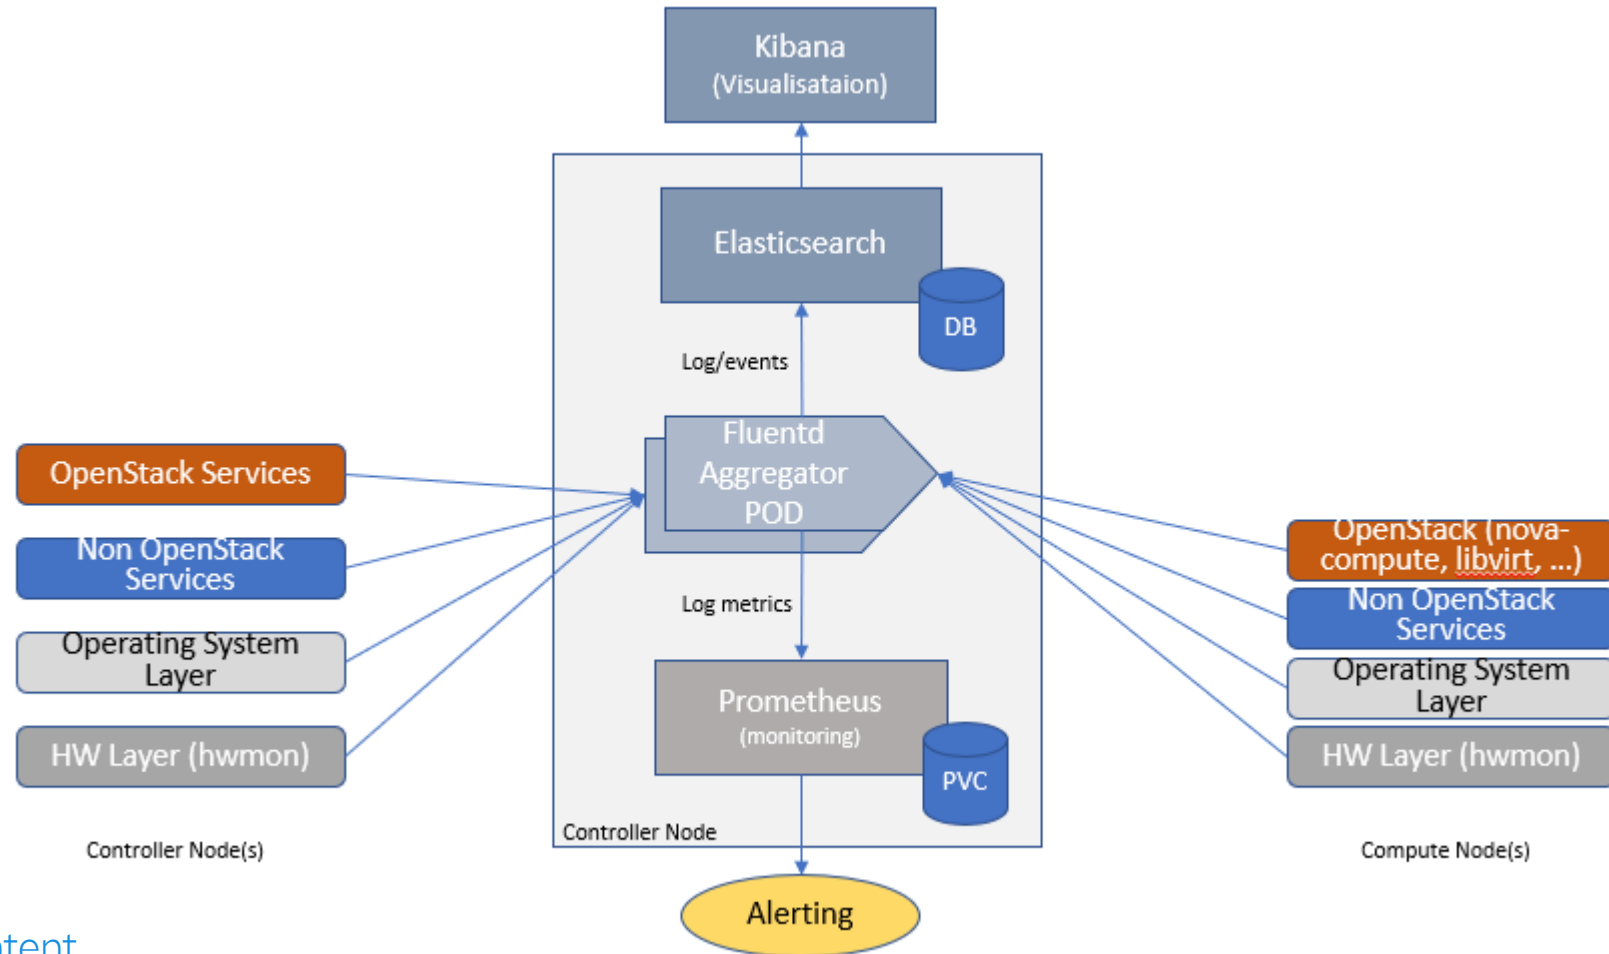 Kibana
(Visualisataion)
Elasticsearch
DB
Log/events
Fluentd
Aggregator
POD
OpenStack Services
Non OpenStack
Services
Operating System
Layer
HW Layer (hwmon)
Controller Node(s)
Log metrics
Prometheus
(monitoring)
PVC
Controller Node
Alerting
OpenStack (nova-
compute, libvirt, ...)
Non OpenStack
Services
Operating System
Layer
HW Layer (hwmon)
Compute Node(s)